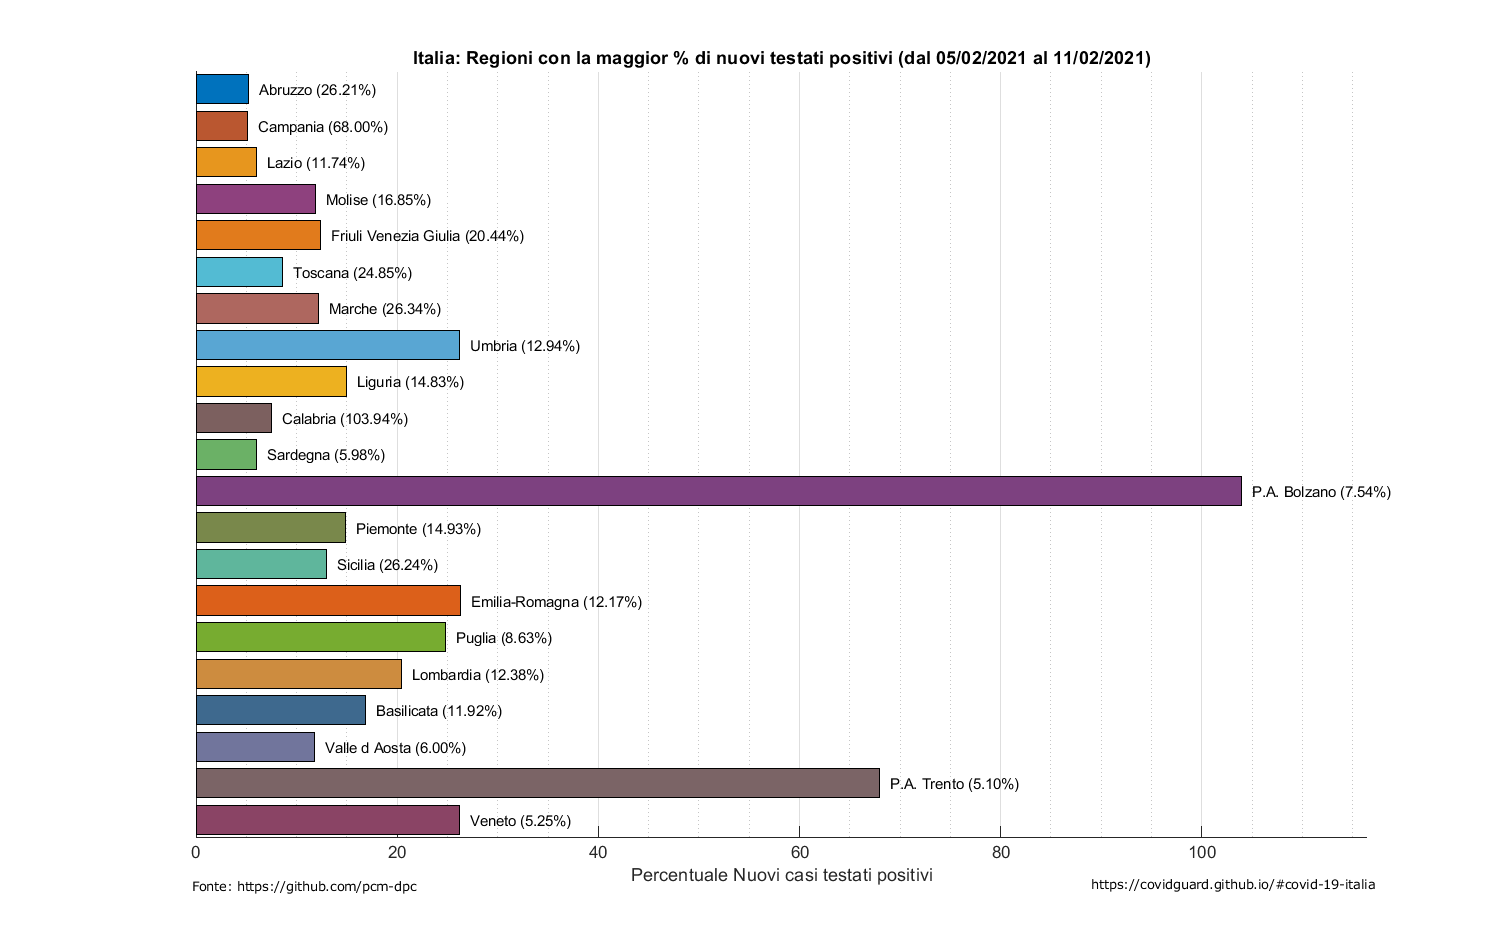 Italia: Regioni con la maggior % di nuovi testati positivi (dal 05/02/2021 al 11/02/2021)
Abruzzo (26.21%)
Campania (68.00%)
Lazio (11.74%)
Molise (16.85%)
Friuli Venezia Giulia (20.44%)
Toscana (24.85%)
Marche (26.34%)
Umbria (12.94%)
Liguria (14.83%)
Calabria (103.94%)
Sardegna (5.98%)
P.A. Bolzano (7.54%)
Piemonte (14.93%)
Sicilia (26.24%)
Emilia-Romagna (12.17%)
Puglia (8.63%)
Lombardia (12.38%)
Basilicata (11.92%)
Valle d Aosta (6.00%)
P.A. Trento (5.10%)
Veneto (5.25%)
0 20 40 60 80 100
Percentuale Nuovi casi testati positivi
Fonte: https://github.com/pcm-dpc
https://covidguard.github.io/#covid-19-italia